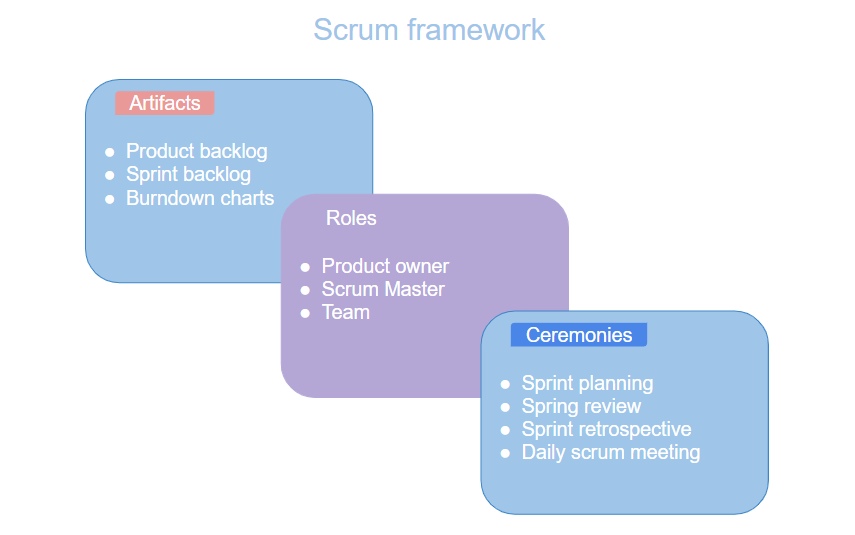 Scrum framework
Artifacts
● Product backlog
● Sprint backlog
● Burndown charts
Roles
● Product owner
● Scrum Master
● Team
Ceremonies
● Sprint planning
● Spring review
● Sprint retrospective
● Daily scrum meeting